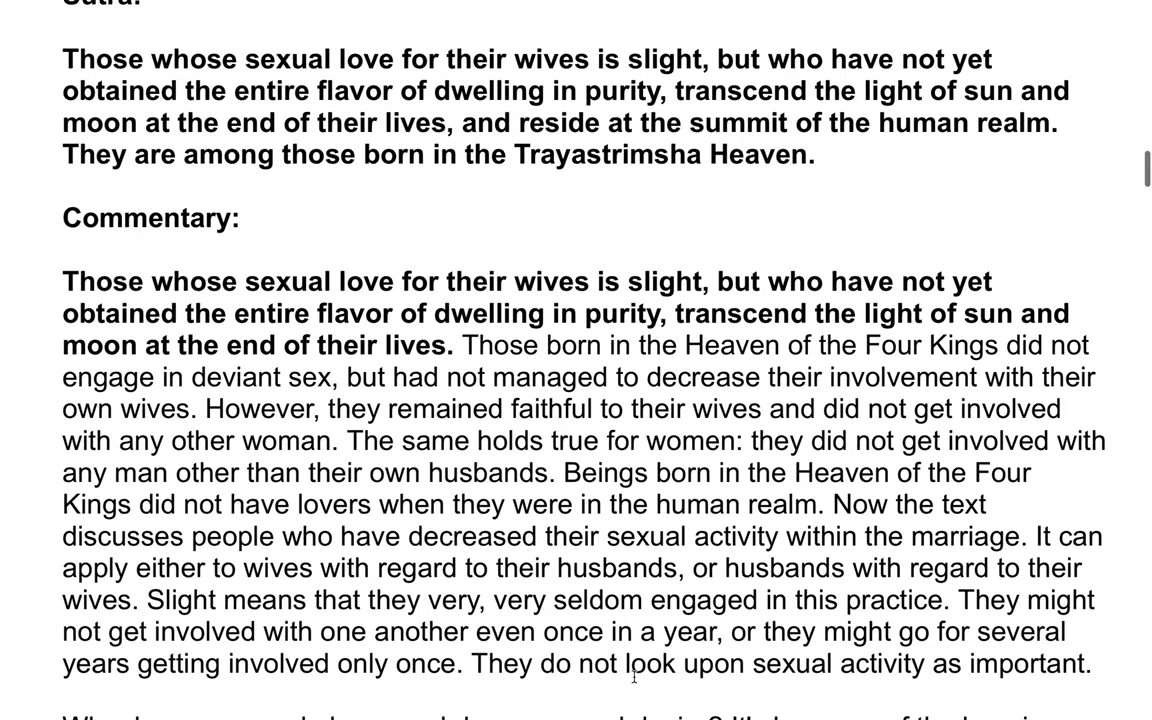 Sutra:
Those whose sexual love for their wives is slight, but who have not yet
obtained the entire flavor of dwelling in purity, transcend the light of sun and
moon at the end of their lives, and reside at the summit of the human realm.
They are among those born in the Trayastrimsha Heaven.
Commentary:
Those whose sexual love for their wives is slight, but who have not yet
obtained the entire flavor of dwelling in purity, transcend the light of sun and
moon at the end of their lives. Those born in the Heaven of the Four Kings did not
engage in deviant sex, but had not managed to decrease their involvement with their
own wives. However, they remained faithful to their wives and did not get involved
with any other woman. The same holds true for women: they did not get involved with
any man other than their own husbands. Beings born in the Heaven of the Four
Kings did not have lovers when they were in the human realm. Now the text
discusses people who have decreased their sexual activity within the marriage. It can
apply either to wives with regard to their husbands, or husbands with regard to their
wives. Slight means that they very, very seldom engaged in this practice. They might
not get involved with one another even once in a year, or they might go for several
years getting involved only once. They do not look upon sexual activity as important.